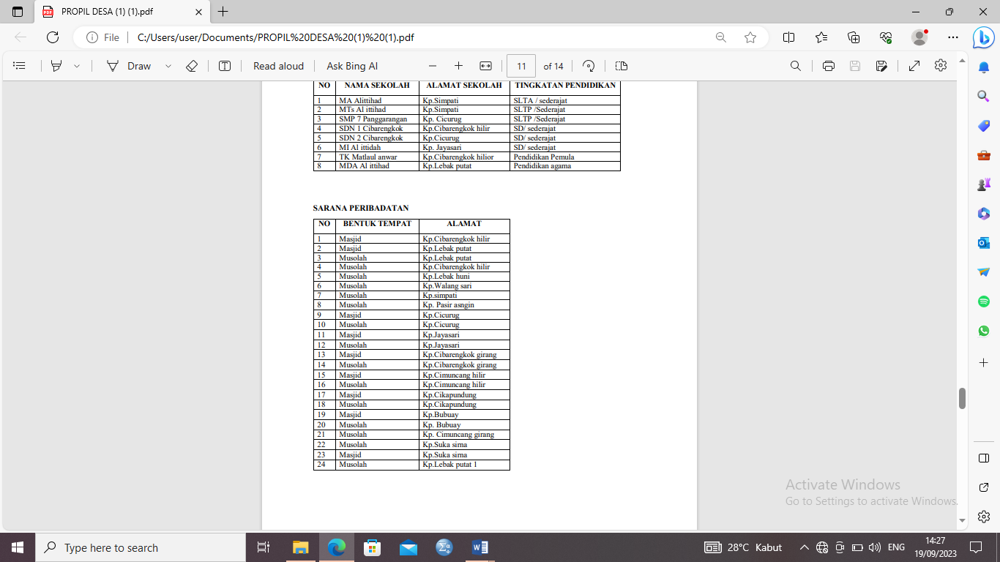 PROPIL DESA (1) (1).pdf
File C:/Users/user/Documents/PROPIL%20DESA%20(1)%20(1).pdf
Draw Read aloud Ask Bing AI 11 of 14
NO NAMA SEKOLAH ALAMAT SEKOLAH TINGKATAN PENDIDIKAN
1 MA Alittihad Kp.Simpati SLTA / sederajat
2 MTs Al ittihad Kp.Simpati SLTP /Sederajat
3 SMP 7 Panggarangan Kp. Cicurug SLTP /Sederajat
4 SDN 1 Cibarengkok Kp.Cibarengkok hilir SD/ sederajat
5 SDN 2 Cibarengkok Kp.Cicurug SD/ sederajat
6 MI Al ittidah Kp. Jayasari SD/ sederajat
7 TK Matlaul anwar Kp.Cibarengkok hilior Pendidikan Pemula
8 MDA Al ittihad Kp.Lebak putat Pendidikan agama
SARANA PERIBADATAN
NO BENTUK TEMPAT ALAMAT
1 Masjid Kp.Cibarengkok hilir
2 Masjid Kp.Lebak putat
3 Musolah Kp.Lebak putat
4 Musolah Kp.Cibarengkok hilir
5 Musolah Kp.Lebak huni
6 Musolah Kp.Walang sari
7 Musolah Kp.simpati
8 Musolah Kp. Pasir asngin
9 Masjid Kp.Cicurug
10 Musolah Kp.Cicurug
11 Masjid Kp.Jayasari
12 Musolah Kp.Jayasari
13 Masjid Kp.Cibarengkok girang
14 Musolah Kp.Cibarengkok girang
15 Masjid Kp.Cimuncang hilir
16 Musolah Kp.Cimuncang hilir
17 Masjid Kp.Cikapundung
18 Musolah Kp.Cikapundung
19 Masjid Kp.Bubuay
20 Musolah Kp. Bubuay
21 Musolah Kp. Cimuncang girang
22 Musolah Kp.Suka sirna
23 Masjid Kp.Suka sirna
24 Musolah Kp.Lebak putat 1
Activate Windows
Go to Settings to activate Windows.
Type here to search
28°C Kabut ENG 14:27
19/09/2023